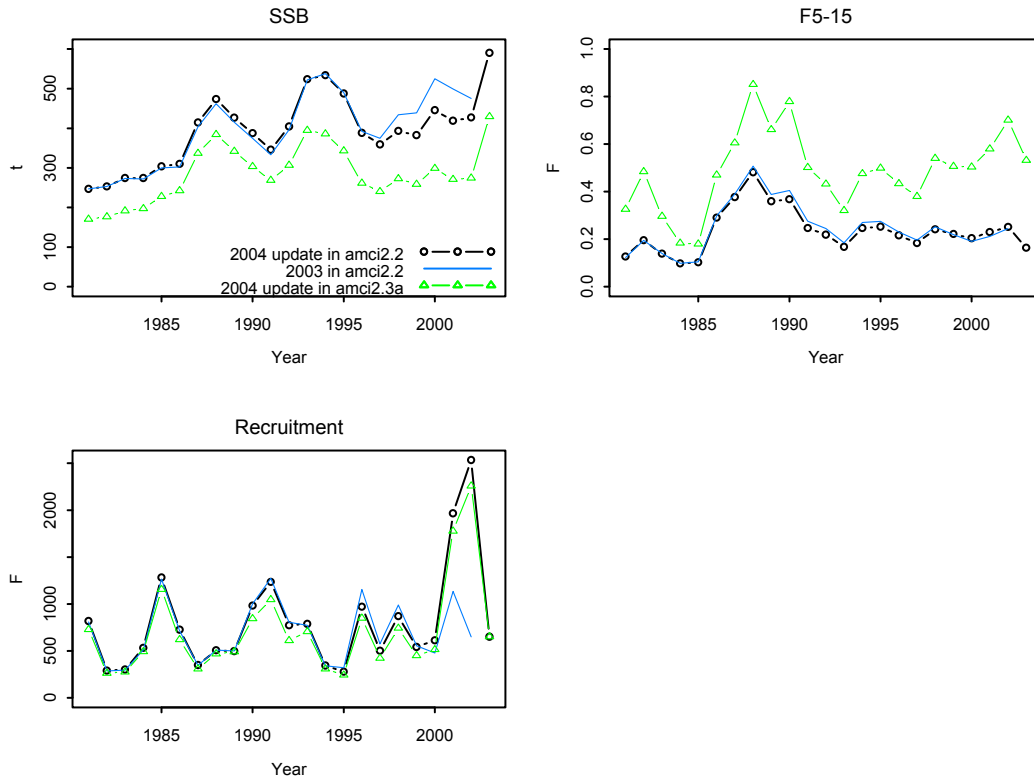 SSB
t
0
100
300
500
2004 update in amci2.2
2003 in amci2.2
2004 update in amci2.3a
1985
1990
1995
2000
Year
F5-15
F
0.0
0.2
0.4
0.6
0.8
1.0
1985
1990
1995
2000
Year
Recruitment
F
0
500
1000
2000
1985
1990
1995
2000
Year